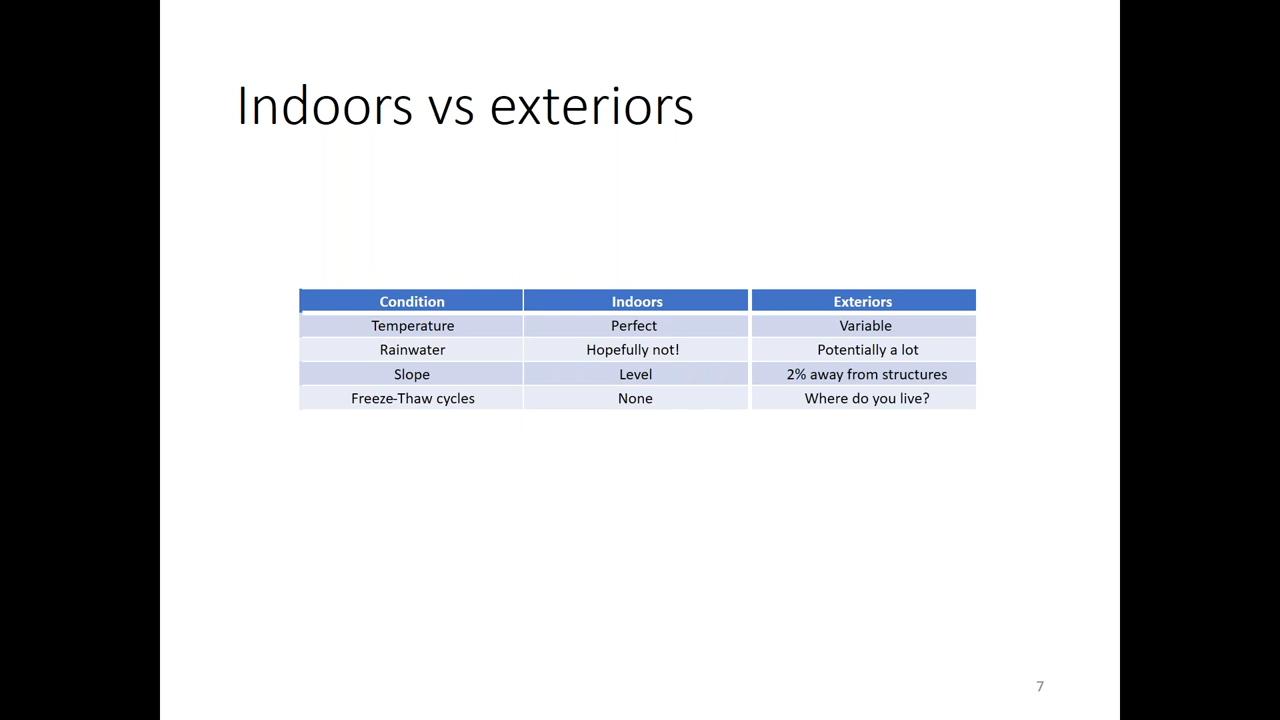 Indoors vs exteriors
Condition Indoors Exteriors
Temperature Perfect Variable
Rainwater Hopefully not! Potentially a lot
Slope Level 2% away from structures
Freeze-Thaw cycles None Where do you live?
7